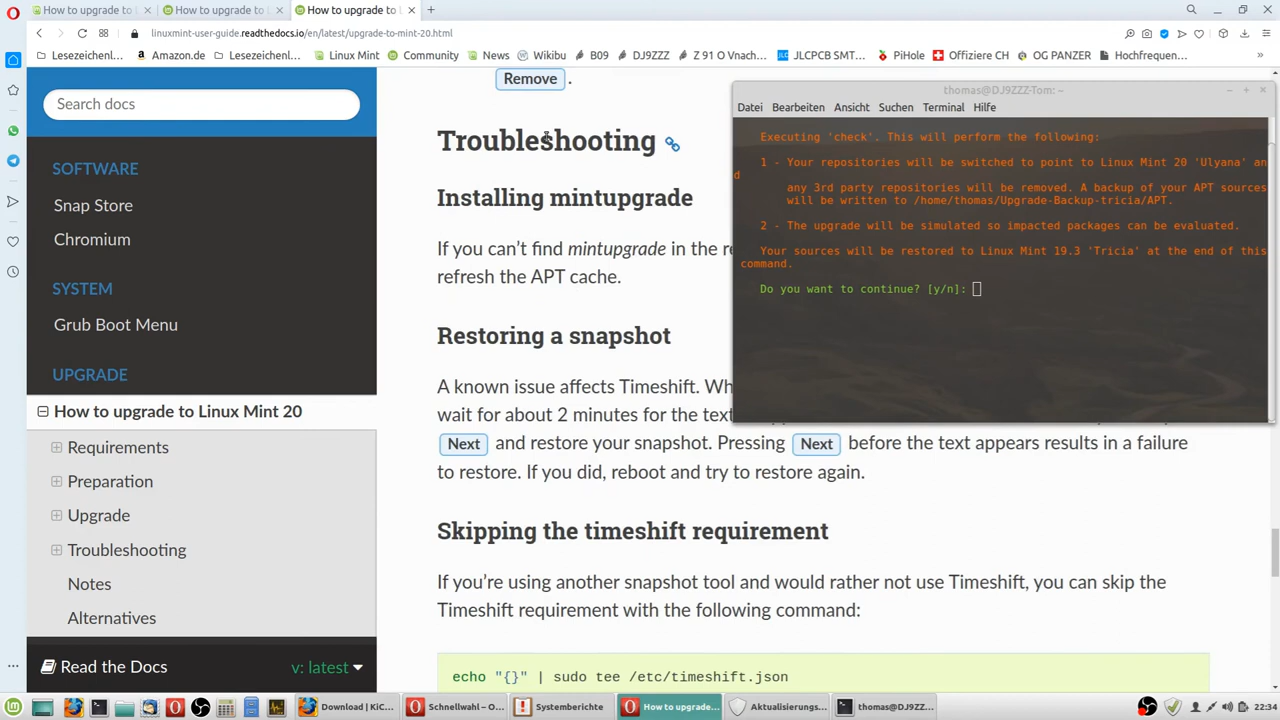 How to upgrade to L
How to upgrade to L
How to upgrade to L
linuxmint-user-guide.readthedocs.io/en/latest/upgrade-to-mint-20.html
Lesezeichenl...
Amazon.de
Lesezeichenl...
Linux Mint
Community
News
Wikibu
B09
DJ9ZZZ
Z 91 O Vnach...
JLCPCB SMT...
PiHole
Offiziere CH
OG PANZER
Hochfrequen...
Search docs
SOFTWARE
Snap Store
Chromium
SYSTEM
Grub Boot Menu
UPGRADE
How to upgrade to Linux Mint 20
Requirements
Preparation
Upgrade
Troubleshooting
Notes
Alternatives
Read the Docs
v: latest
Remove .
Troubleshooting
Installing mintupgrade
If you can't find mintupgrade in the re
refresh the APT cache.
Restoring a snapshot
A known issue affects Timeshift. Wh
wait for about 2 minutes for the text
Next and restore your snapshot. Pressing Next before the text appears results in a failure
to restore. If you did, reboot and try to restore again.
Skipping the timeshift requirement
If you're using another snapshot tool and would rather not use Timeshift, you can skip the
Timeshift requirement with the following command:
echo "{}" | sudo tee /etc/timeshift.json
thomas@DJ9ZZZ-Tom: ~
Datei Bearbeiten Ansicht Suchen Terminal Hilfe
Executing 'check'. This will perform the following:
1 - Your repositories will be switched to point to Linux Mint 20 'Ulyana' an
d
any 3rd party repositories will be removed. A backup of your APT sources
will be written to /home/thomas/Upgrade-Backup-tricia/APT.
2 - The upgrade will be simulated so impacted packages can be evaluated.
Your sources will be restored to Linux Mint 19.3 'Tricia' at the end of this
command.
Do you want to continue? [y/n]:
Download | KiC...
Schnellwahl – O...
Systemberichte
How to upgrade...
Aktualisierungs...
thomas@DJ9ZZ...
22:34